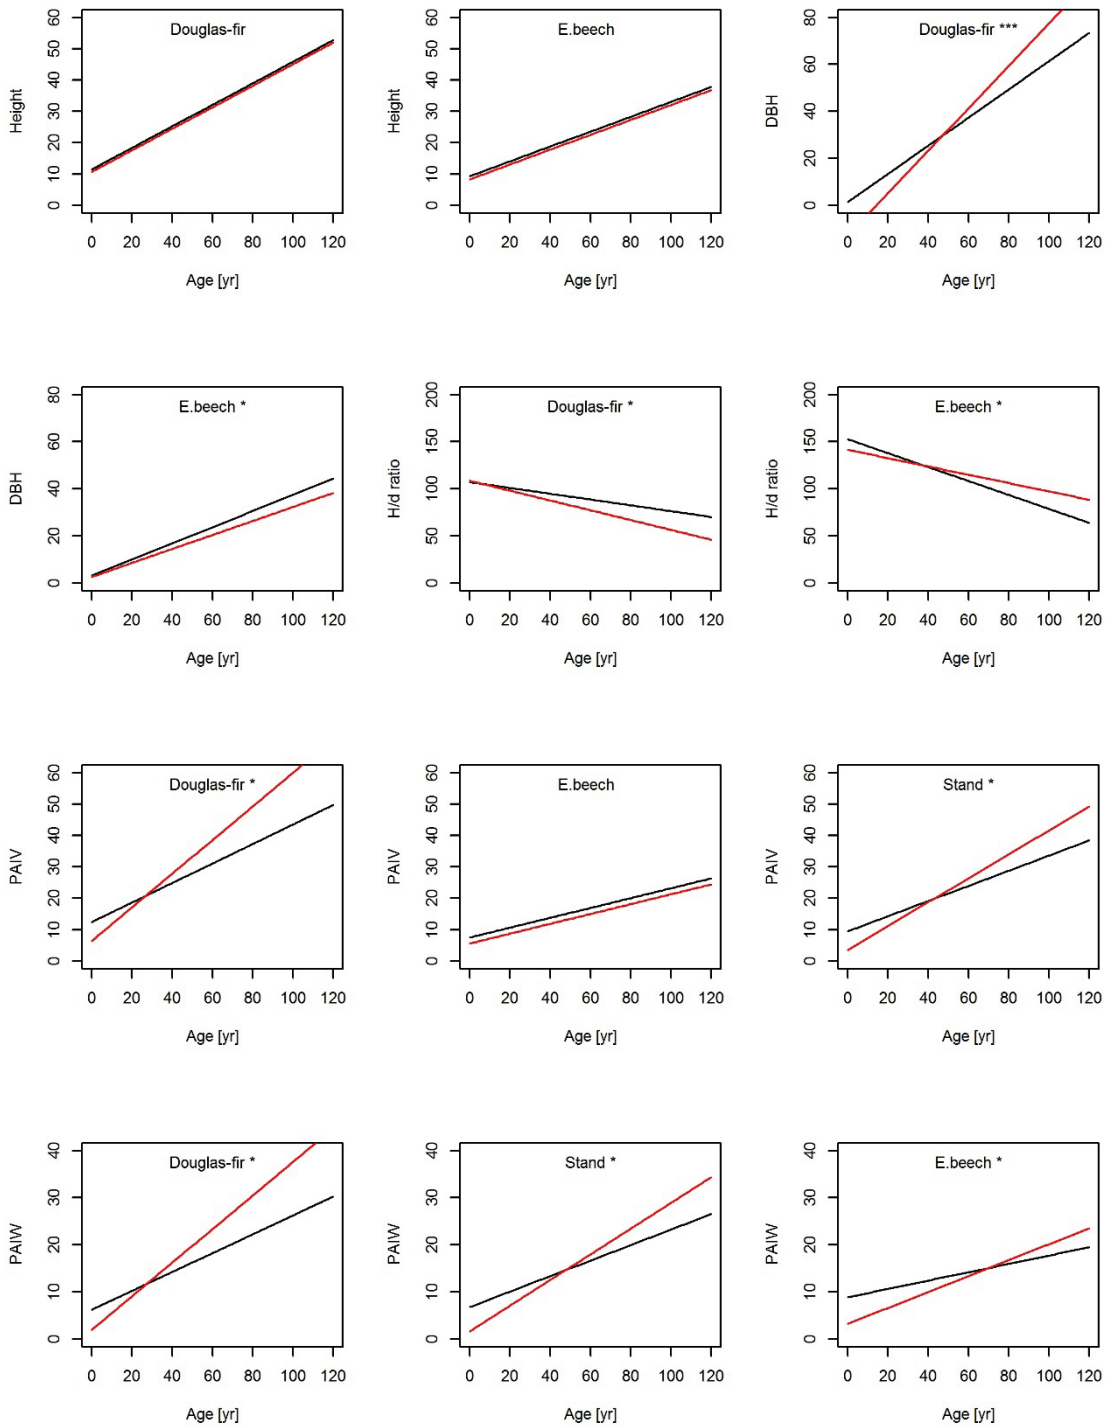 Douglas-fir
Height
0 10 20 30 40 50 60
0 20 40 60 80 100 120
Age [yr]
E.beech
Height
0 10 20 30 40 50 60
0 20 40 60 80 100 120
Age [yr]
Douglas-fir ***
DBH
0 20 40 60 80
0 20 40 60 80 100 120
Age [yr]
E.beech *
DBH
0 20 40 60 80
0 20 40 60 80 100 120
Age [yr]
Douglas-fir *
H/d ratio
0 50 100 150 200
0 20 40 60 80 100 120
Age [yr]
E.beech *
H/d ratio
0 50 100 150 200
0 20 40 60 80 100 120
Age [yr]
Douglas-fir *
PAIV
0 10 20 30 40 50 60
0 20 40 60 80 100 120
Age [yr]
E.beech
PAIV
0 10 20 30 40 50 60
0 20 40 60 80 100 120
Age [yr]
Stand *
PAIV
0 10 20 30 40 50 60
0 20 40 60 80 100 120
Age [yr]
Douglas-fir *
PAIW
0 10 20 30 40
0 20 40 60 80 100 120
Age [yr]
Stand *
PAIW
0 10 20 30 40
0 20 40 60 80 100 120
Age [yr]
E.beech *
PAIW
0 10 20 30 40
0 20 40 60 80 100 120
Age [yr]